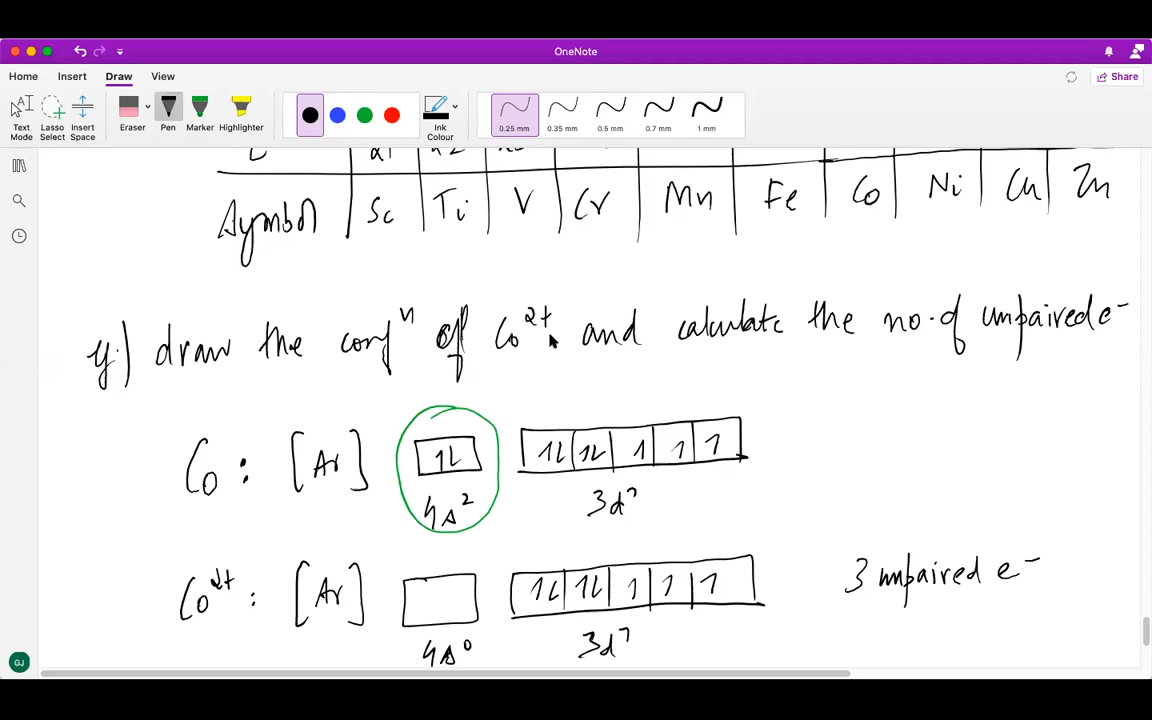 OneNote
Home Insert Draw View
Share
Text Mode Lasso Select Insert Space Eraser Pen Marker Highlighter Ink Colour 0.25 mm 0.35 mm 0.5 mm 0.7 mm 1 mm
Symbol Sc Ti V Cr Mn Fe Co Ni Cu Zn
draw the confⁿ of Co²⁺ and calculate the no. of unpaired e⁻
Co : [Ar] 1L 1L 1L 1 1 1
4s² 3d⁷
Co²⁺ : [Ar] 1L 1L 1 1 1 3 unpaired e⁻
4s⁰ 3d⁷
GJ